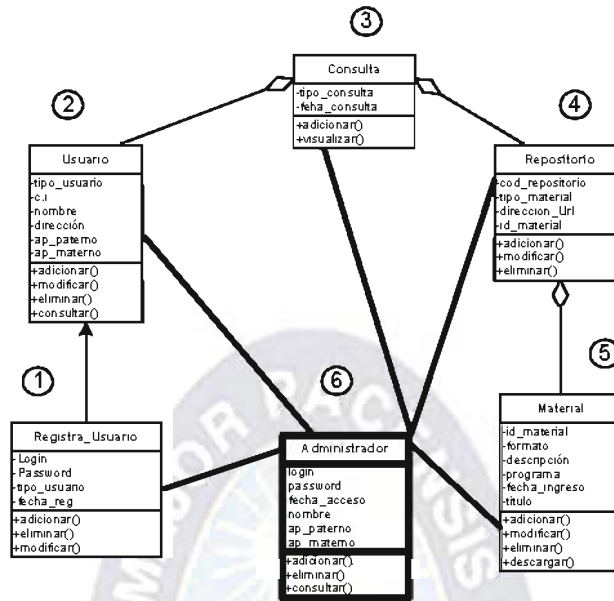 3
Consulta
-tipo_consulta
-feha_consulta
+adicionar()
+visualizar()
2
Usuario
-tipo_usuario
-c.i
-nombre
-dirección
-ap_paterno
-ap_materno
+adicionar()
+modificar()
+eliminar()
+consultar()
4
Repositorio
-cod_repositorio
-tipo_material
-direccion_Url
-id_material
+adicionar()
+modificar()
+eliminar()
1
Registra_Usuario
-Login
-Password
-tipo_usuario
-fecha_reg
+adicionar()
+eliminar()
+modificar()
6
Administrador
login
password
fecha_acceso
nombre
ap_paterno
ap_materno
+adicionar().
+eliminar()
+consultar()
5
Material
-id_material
-formato
-descripción
-programa
-fecha_ingreso
-titulo
+adicionar()
+modificar()
+eliminar()
+descargar()
PACIENSIS